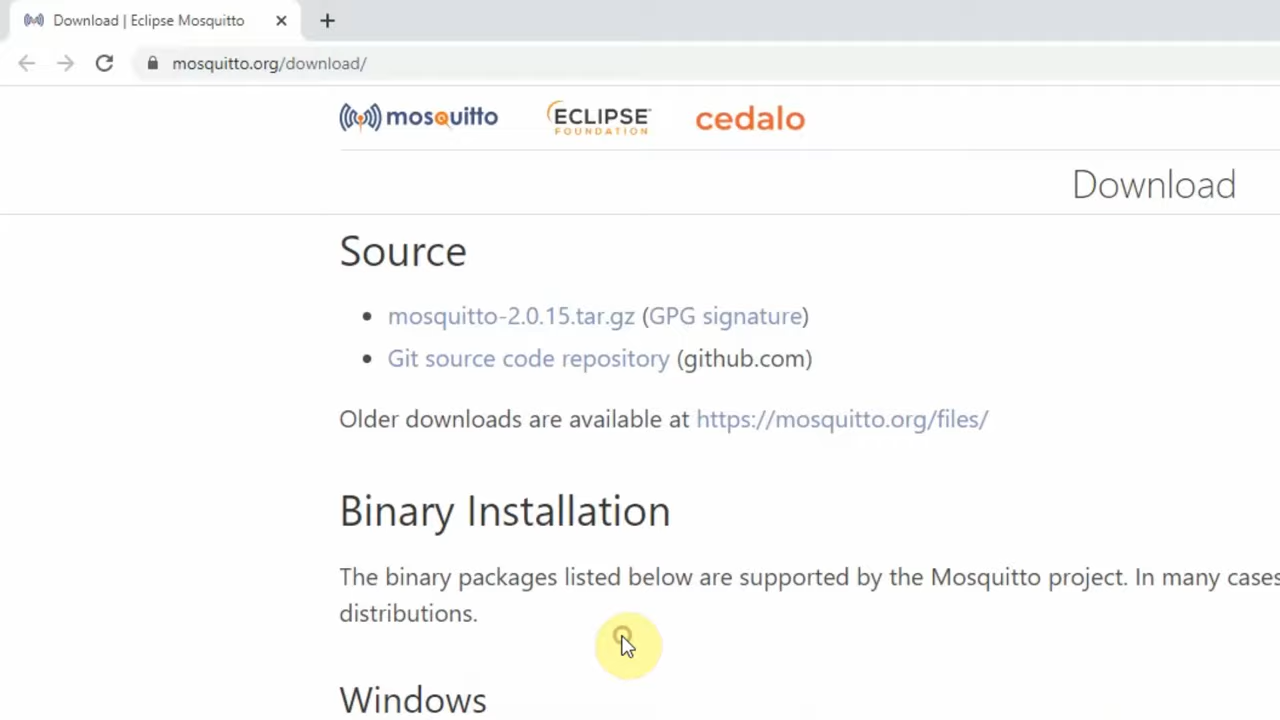 Download | Eclipse Mosquitto
mosquitto.org/download/
mosquitto ECLIPSE FOUNDATION cedalo
Download
Source
mosquitto-2.0.15.tar.gz (GPG signature)
Git source code repository (github.com)
Older downloads are available at https://mosquitto.org/files/
Binary Installation
The binary packages listed below are supported by the Mosquitto project. In many cases
distributions.
Windows